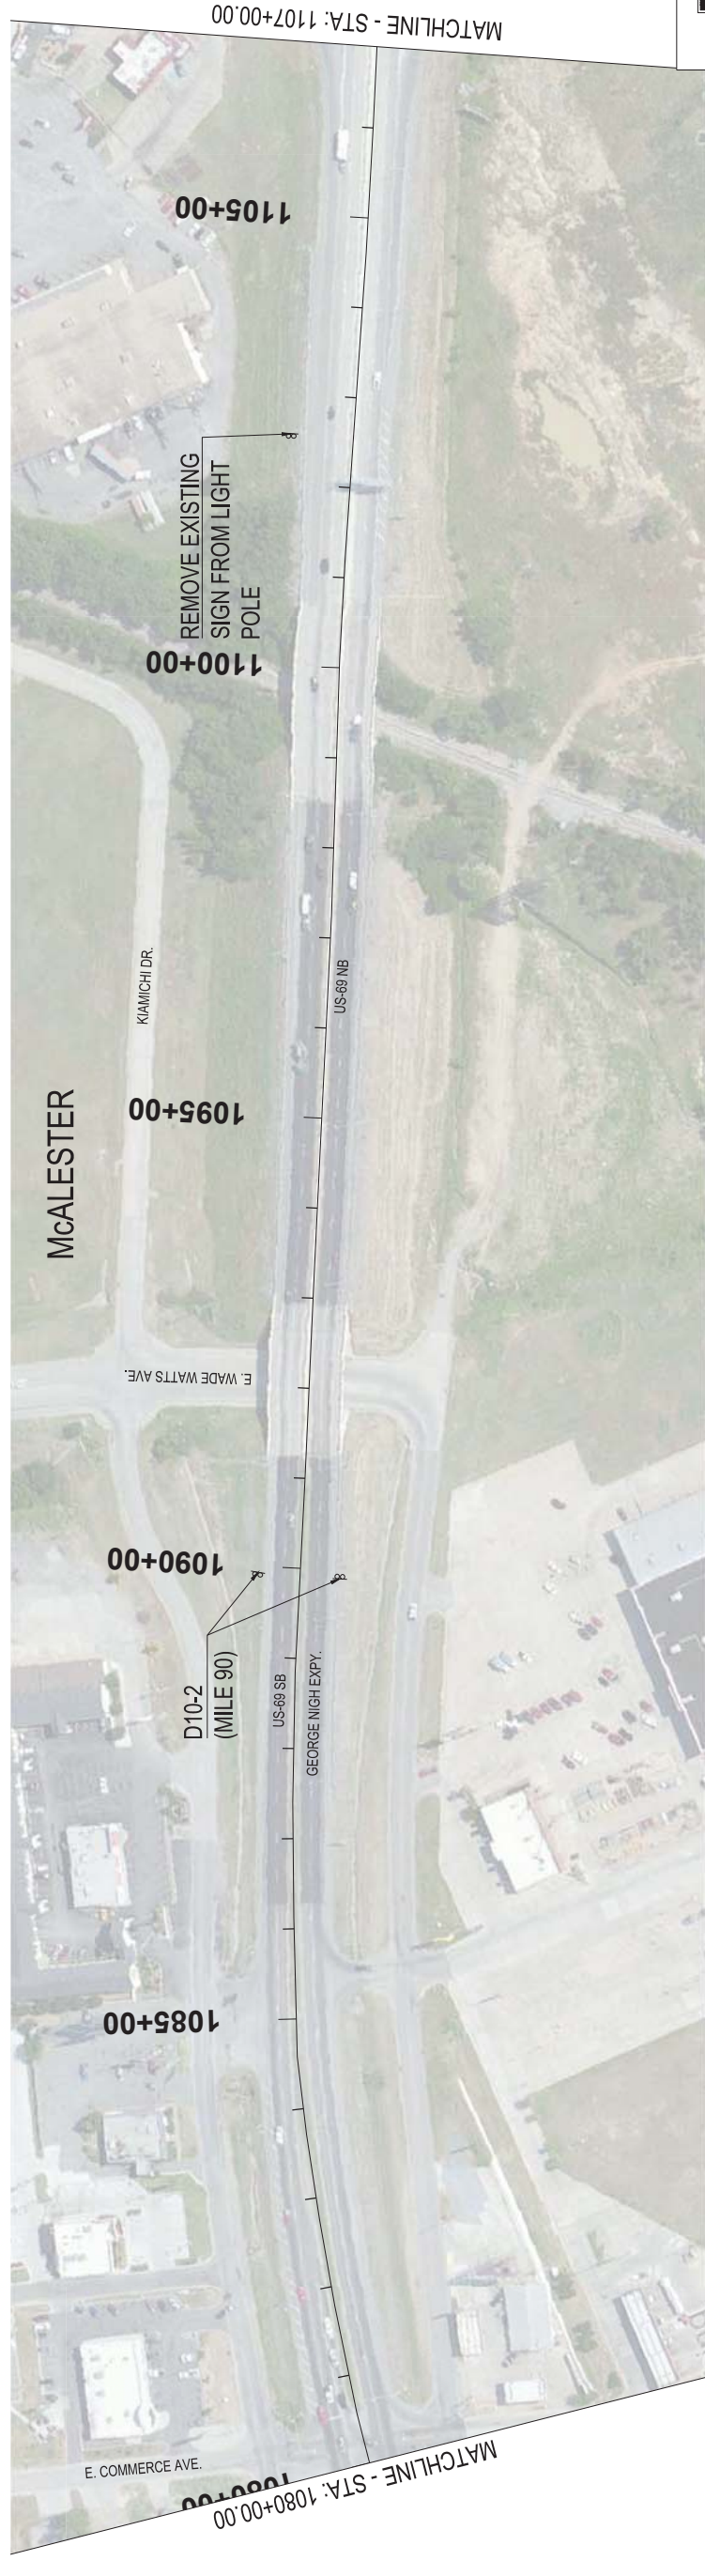 MATCHLINE - STA: 1107+00.00
1105+00
REMOVE EXISTING
SIGN FROM LIGHT
POLE
1100+00
KIAMICHI DR.
US-69 NB
1095+00
McALESTER
E. WADE WATTS AVE.
1090+00
D10-2
(MILE 90)
US-69 SB
GEORGE NIGH EXPY.
1085+00
E. COMMERCE AVE.
1080+00
MATCHLINE - STA: 1080+00.00